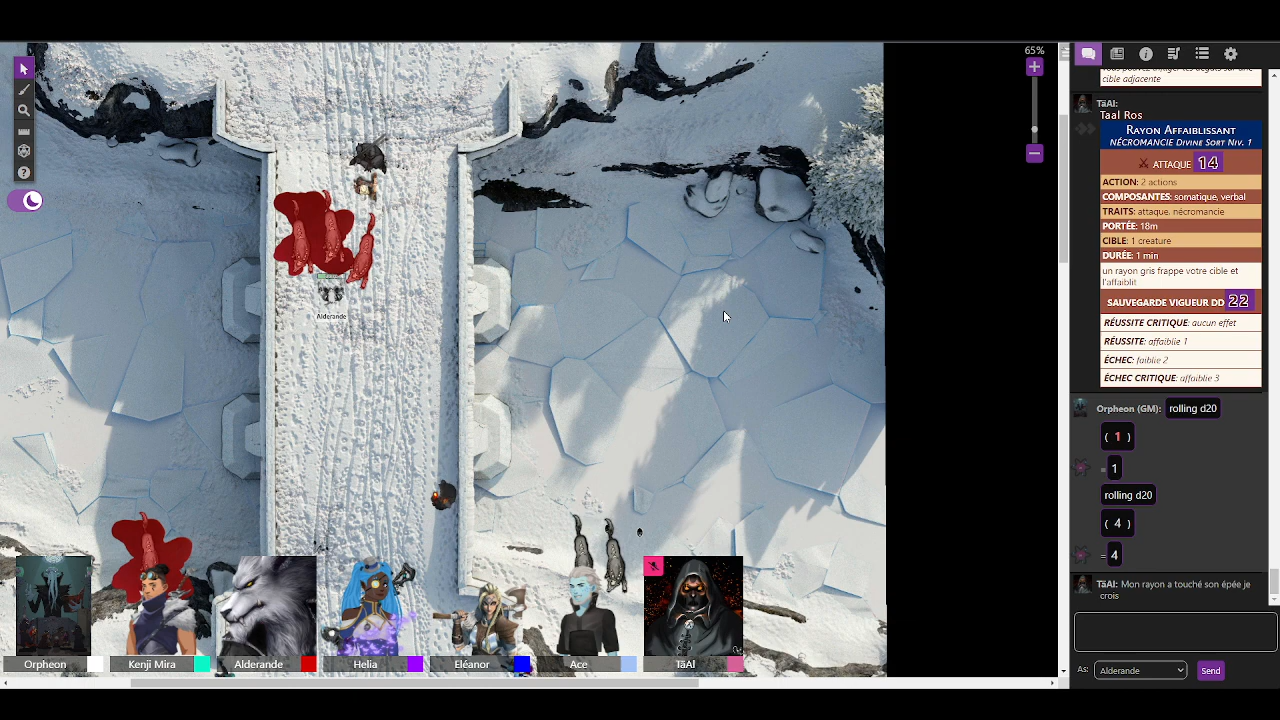 65%
cible adjacente
TäAl:
Taal Ros
RAYON AFFAIBLISSANT
NÉCROMANCIE DIVINE SORT NIV. 1
ATTAQUE 14
ACTION: 2 actions
COMPOSANTES: somatique, verbal
TRAITS: attaque, nécromancie
PORTÉE: 18m
CIBLE: 1 creature
DURÉE: 1 min
un rayon gris frappe votre cible et
l'affaiblit
SAUVEGARDE VIGUEUR DD 22
RÉUSSITE CRITIQUE: aucun effet
RÉUSSITE: affaiblie 1
ÉCHEC: faiblie 2
ÉCHEC CRITIQUE: affaiblie 3
Orpheon (GM): rolling d20
( 1 )
= 1
rolling d20
( 4 )
= 4
TäAl: Mon rayon a touché son épée je
crois
As: Alderande Send
Alderande
Orpheon
Kenji Mira
Alderande
Helia
Eléanor
Ace
TäAl